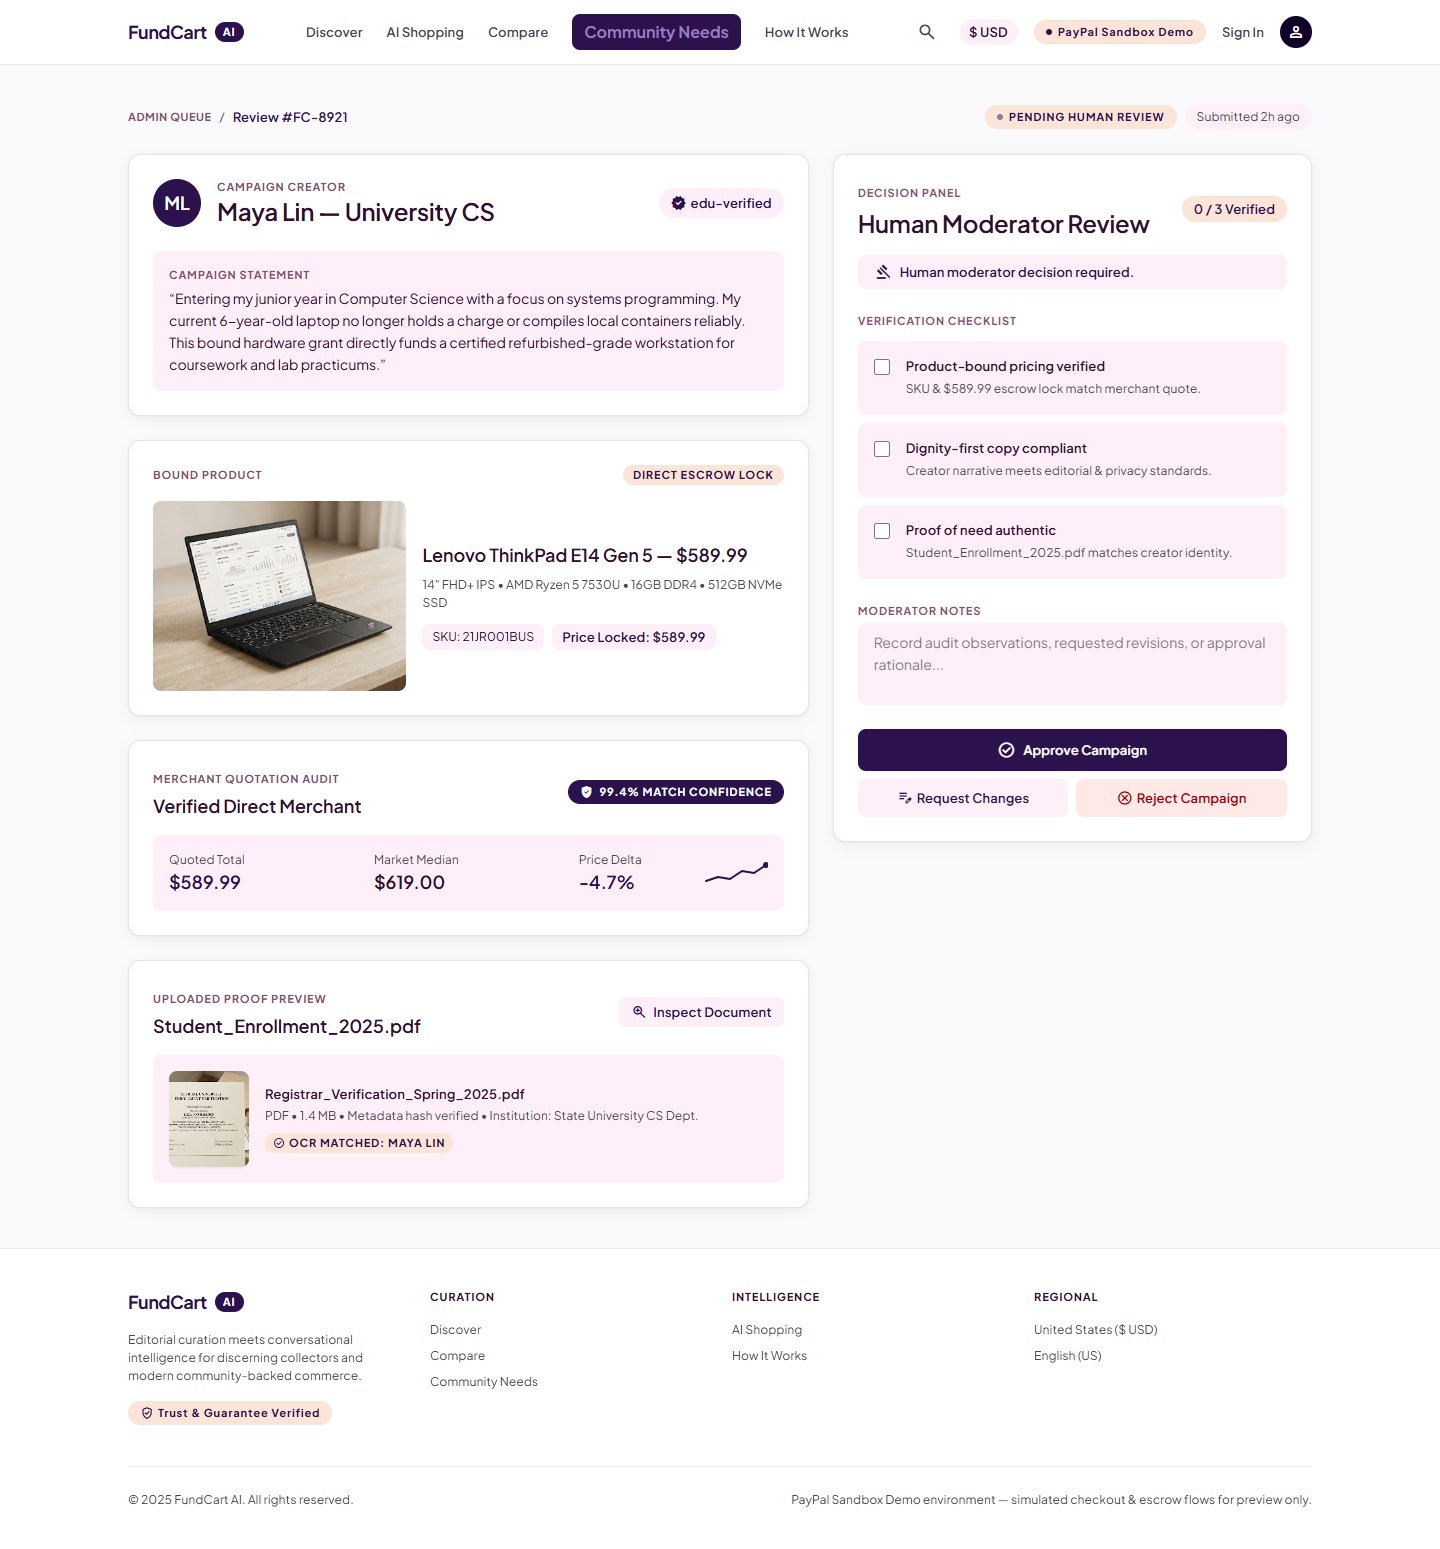 FundCart AI
Discover
AI Shopping
Compare
Community Needs
How It Works
$ USD
PayPal Sandbox Demo
Sign In
ADMIN QUEUE / Review #FC-8921
PENDING HUMAN REVIEW
Submitted 2h ago
ML
CAMPAIGN CREATOR
Maya Lin — University CS
edu-verified
CAMPAIGN STATEMENT
“Entering my junior year in Computer Science with a focus on systems programming. My
current 6-year-old laptop no longer holds a charge or compiles local containers reliably.
This bound hardware grant directly funds a certified refurbished-grade workstation for
coursework and lab practicums.”
BOUND PRODUCT
DIRECT ESCROW LOCK
Lenovo ThinkPad E14 Gen 5 — $589.99
14" FHD+ IPS • AMD Ryzen 5 7530U • 16GB DDR4 • 512GB NVMe
SSD
SKU: 21JR001BUS
Price Locked: $589.99
MERCHANT QUOTATION AUDIT
Verified Direct Merchant
99.4% MATCH CONFIDENCE
Quoted Total
$589.99
Market Median
$619.00
Price Delta
-4.7%
UPLOADED PROOF PREVIEW
Student_Enrollment_2025.pdf
Inspect Document
Registrar_Verification_Spring_2025.pdf
PDF • 1.4 MB • Metadata hash verified • Institution: State University CS Dept.
OCR MATCHED: MAYA LIN
DECISION PANEL
Human Moderator Review
0 / 3 Verified
Human moderator decision required.
VERIFICATION CHECKLIST
Product-bound pricing verified
SKU & $589.99 escrow lock match merchant quote.
Dignity-first copy compliant
Creator narrative meets editorial & privacy standards.
Proof of need authentic
Student_Enrollment_2025.pdf matches creator identity.
MODERATOR NOTES
Record audit observations, requested revisions, or approval
rationale...
Approve Campaign
Request Changes
Reject Campaign
FundCart AI
Editorial curation meets conversational
intelligence for discerning collectors and
modern community-backed commerce.
Trust & Guarantee Verified
CURATION
Discover
Compare
Community Needs
INTELLIGENCE
AI Shopping
How It Works
REGIONAL
United States ($ USD)
English (US)
© 2025 FundCart AI. All rights reserved.
PayPal Sandbox Demo environment — simulated checkout & escrow flows for preview only.